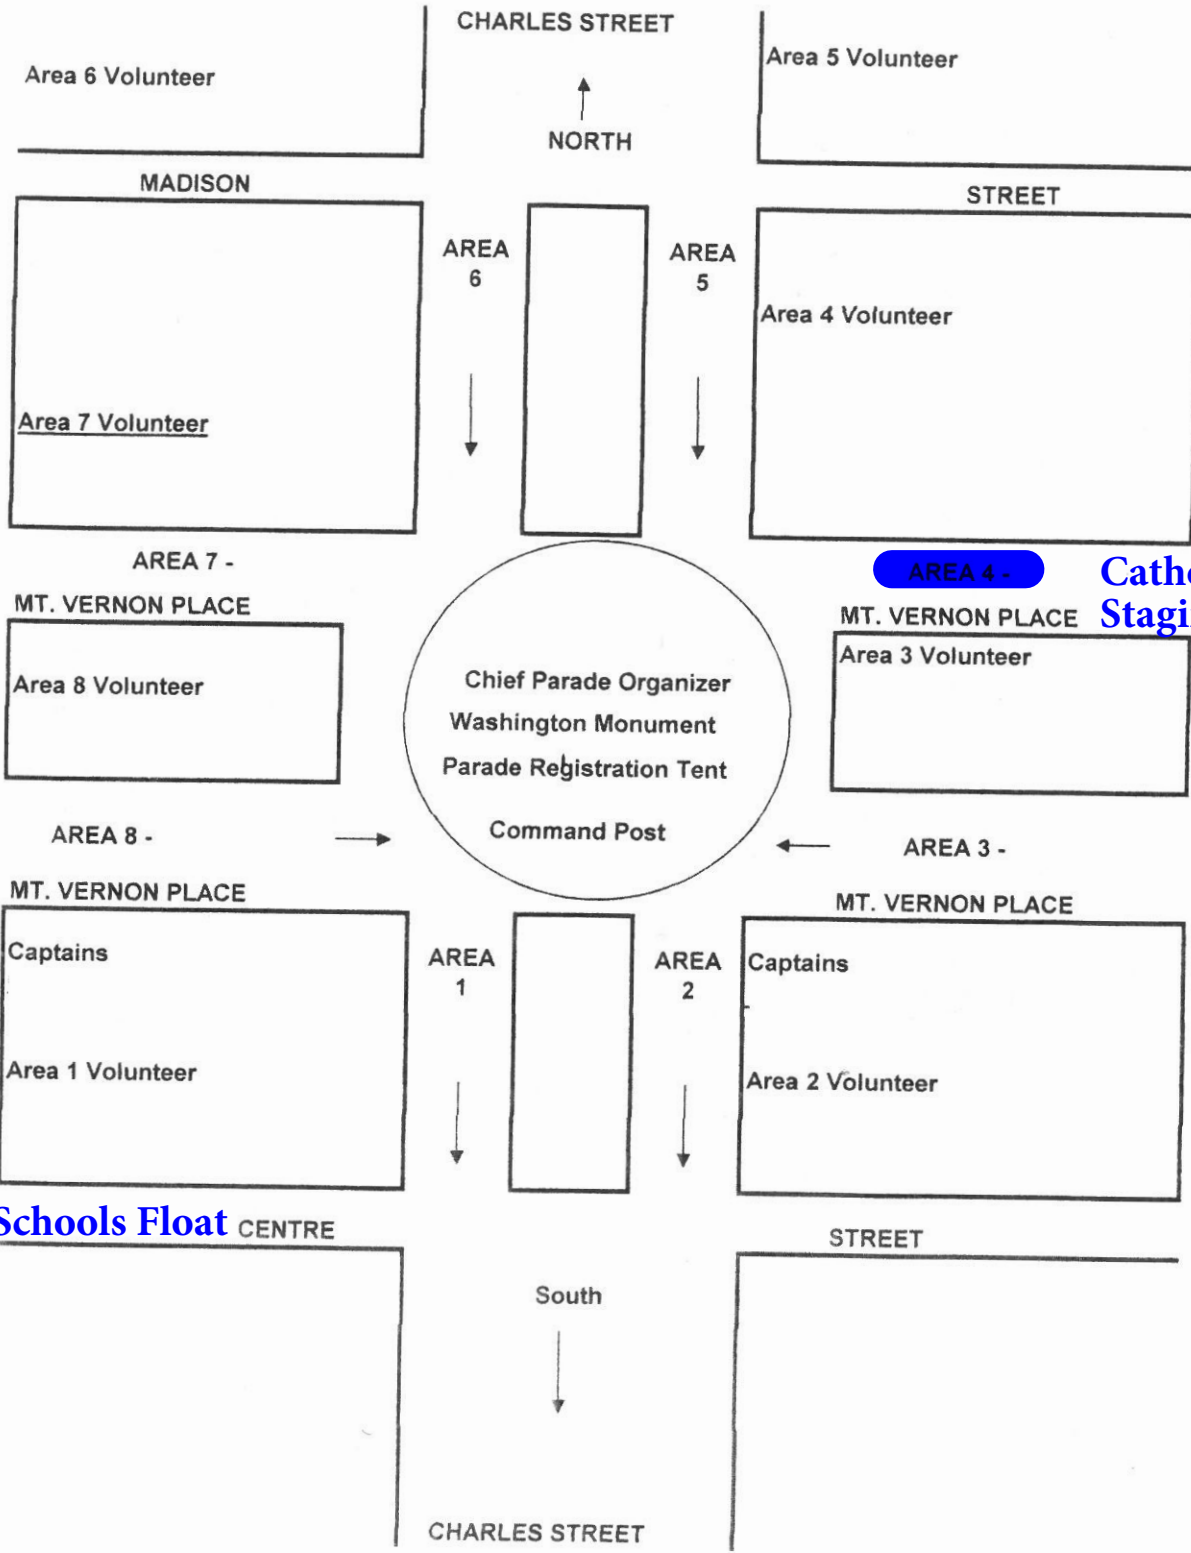 CHARLES STREET
Area 6 Volunteer
Area 5 Volunteer
NORTH
MADISON
STREET
AREA
6
AREA
5
Area 4 Volunteer
Area 7 Volunteer
AREA 7 -
AREA 4 -
MT. VERNON PLACE
MT. VERNON PLACE
Area 3 Volunteer
Area 8 Volunteer
Chief Parade Organizer
Washington Monument
Parade Registration Tent
Command Post
AREA 8 -
AREA 3 -
MT. VERNON PLACE
MT. VERNON PLACE
Captains
AREA
1
AREA
2
Captains
Area 1 Volunteer
Area 2 Volunteer
Schools Float
CENTRE
STREET
South
CHARLES STREET